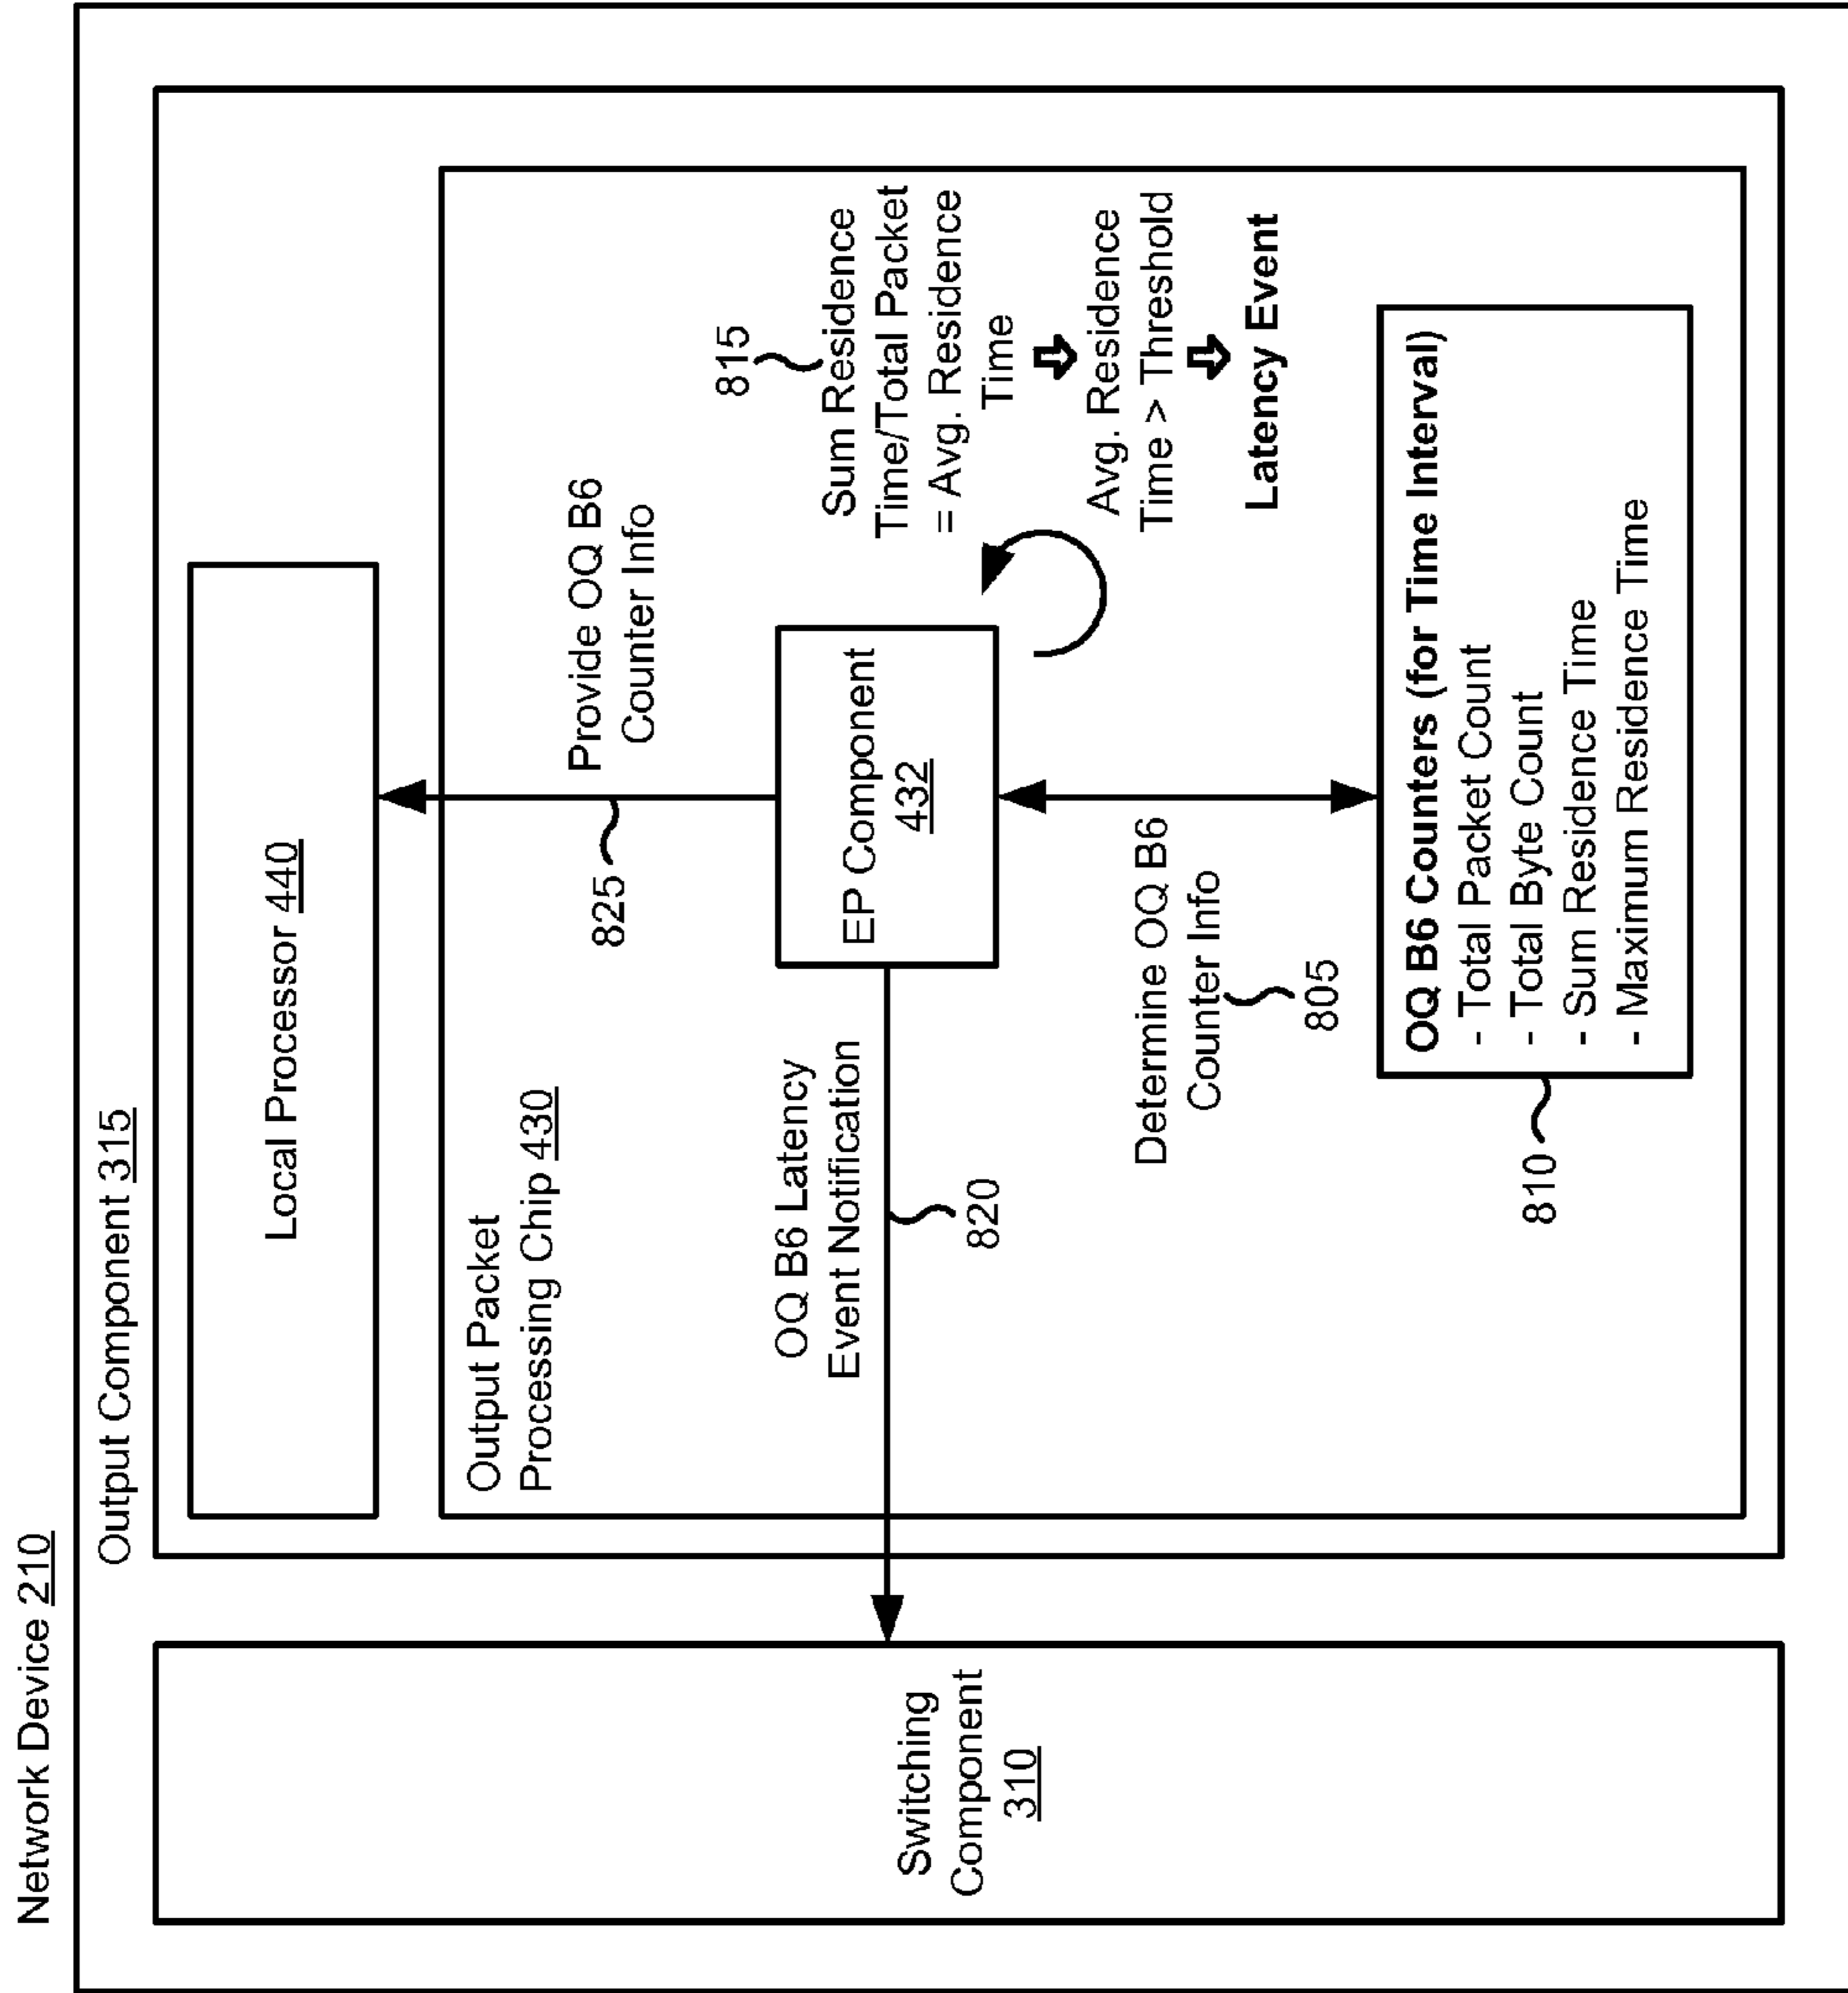 Network Device 210
Output Component 315
Local Processor 440
Switching
Component
310
Output Packet
Processing Chip 430
825
Provide OQ B6
Counter Info
OQ B6 Latency
Event Notification
820
EP Component
432
815
Sum Residence
Time/Total Packet
= Avg. Residence
Time
Avg. Residence
Time > Threshold
Latency Event
Determine OQ B6
Counter Info
805
810
OQ B6 Counters (for Time Interval)
- Total Packet Count
- Total Byte Count
- Sum Residence Time
- Maximum Residence Time